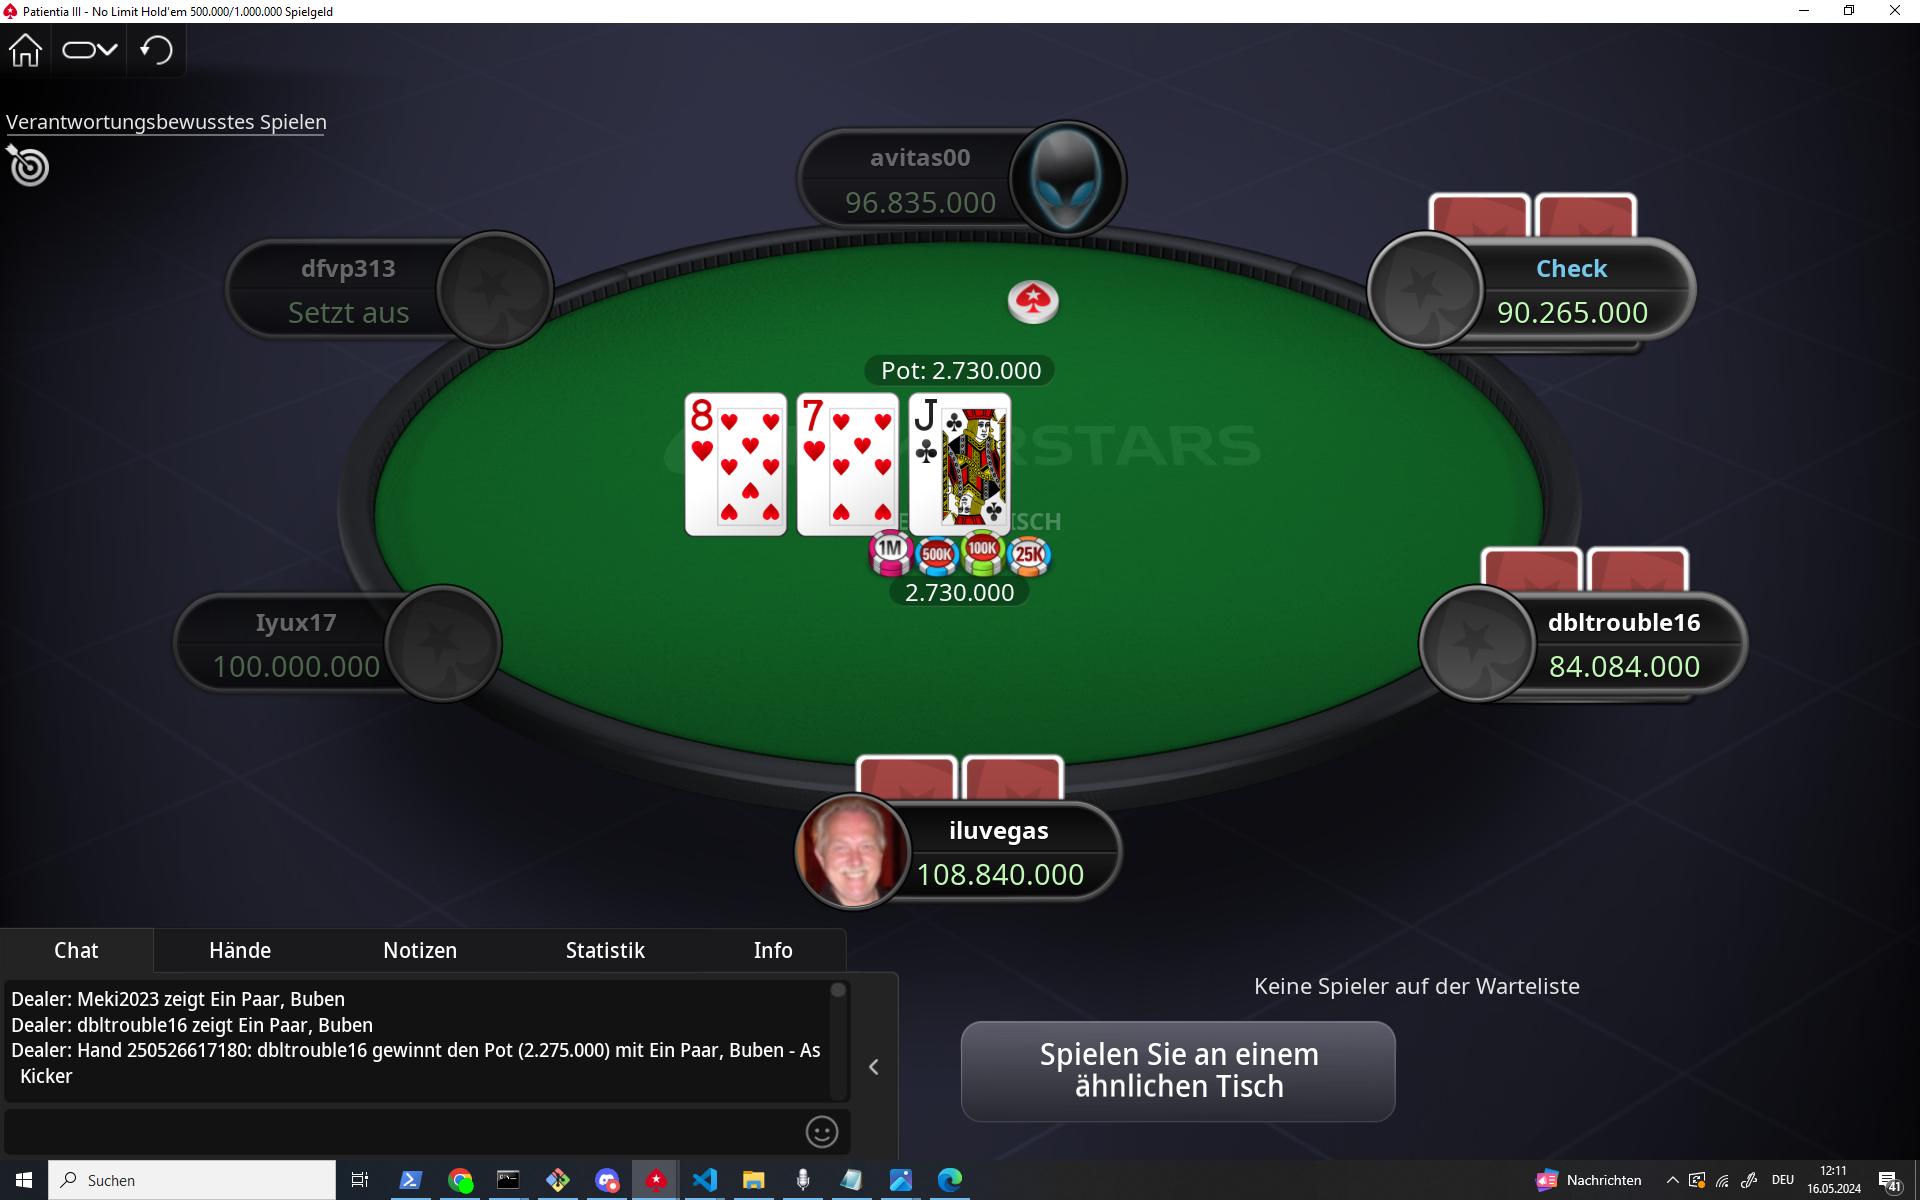 Patientia III - No Limit Hold'em 500.000/1.000.000 Spielgeld
Verantwortungsbewusstes Spielen
avitas00
96.835.000
dfvp313
Setzt aus
Check
90.265.000
Pot: 2.730.000
8
7
J
RSTARS
ISCH
1M
500K
100K
25K
2.730.000
Iyux17
100.000.000
dbltrouble16
84.084.000
iluvegas
108.840.000
Chat Hände Notizen Statistik Info
Dealer: Meki2023 zeigt Ein Paar, Buben
Dealer: dbltrouble16 zeigt Ein Paar, Buben
Dealer: Hand 250526617180: dbltrouble16 gewinnt den Pot (2.275.000) mit Ein Paar, Buben - As
Kicker
Keine Spieler auf der Warteliste
Spielen Sie an einem
ähnlichen Tisch
Suchen
Nachrichten
DEU
12:11
16.05.2024
41